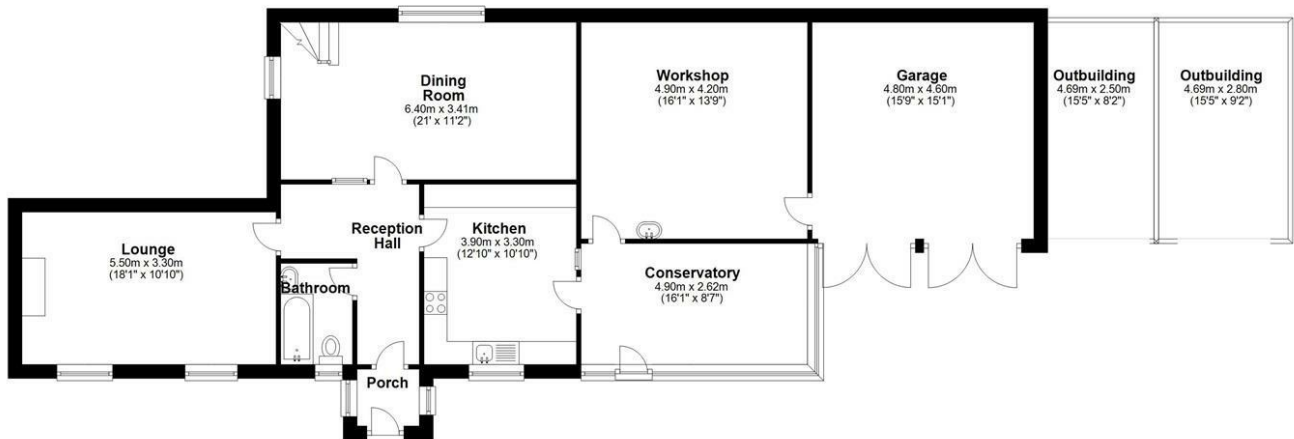 Dining
Room
6.40m x 3.41m
(21' x 11'2")
Workshop
4.90m x 4.20m
(16'1" x 13'9")
Garage
4.80m x 4.60m
(15'9" x 15'1")
Outbuilding
4.69m x 2.50m
(15'5" x 8'2")
Outbuilding
4.69m x 2.80m
(15'5" x 9'2")
Lounge
5.50m x 3.30m
(18'1" x 10'10")
Reception
Hall
Kitchen
3.90m x 3.30m
(12'10" x 10'10")
Bathroom
Conservatory
4.90m x 2.62m
(16'1" x 8'7")
Porch